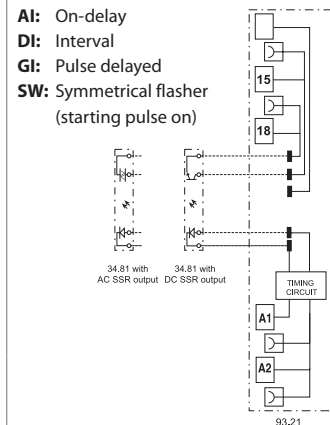 AI: On-delay
DI: Interval
GI: Pulse delayed
SW: Symmetrical flasher
(starting pulse on)
15
18
34.81 with
AC SSR output
34.81 with
DC SSR output
TIMING
CIRCUIT
A1
A2
93.21